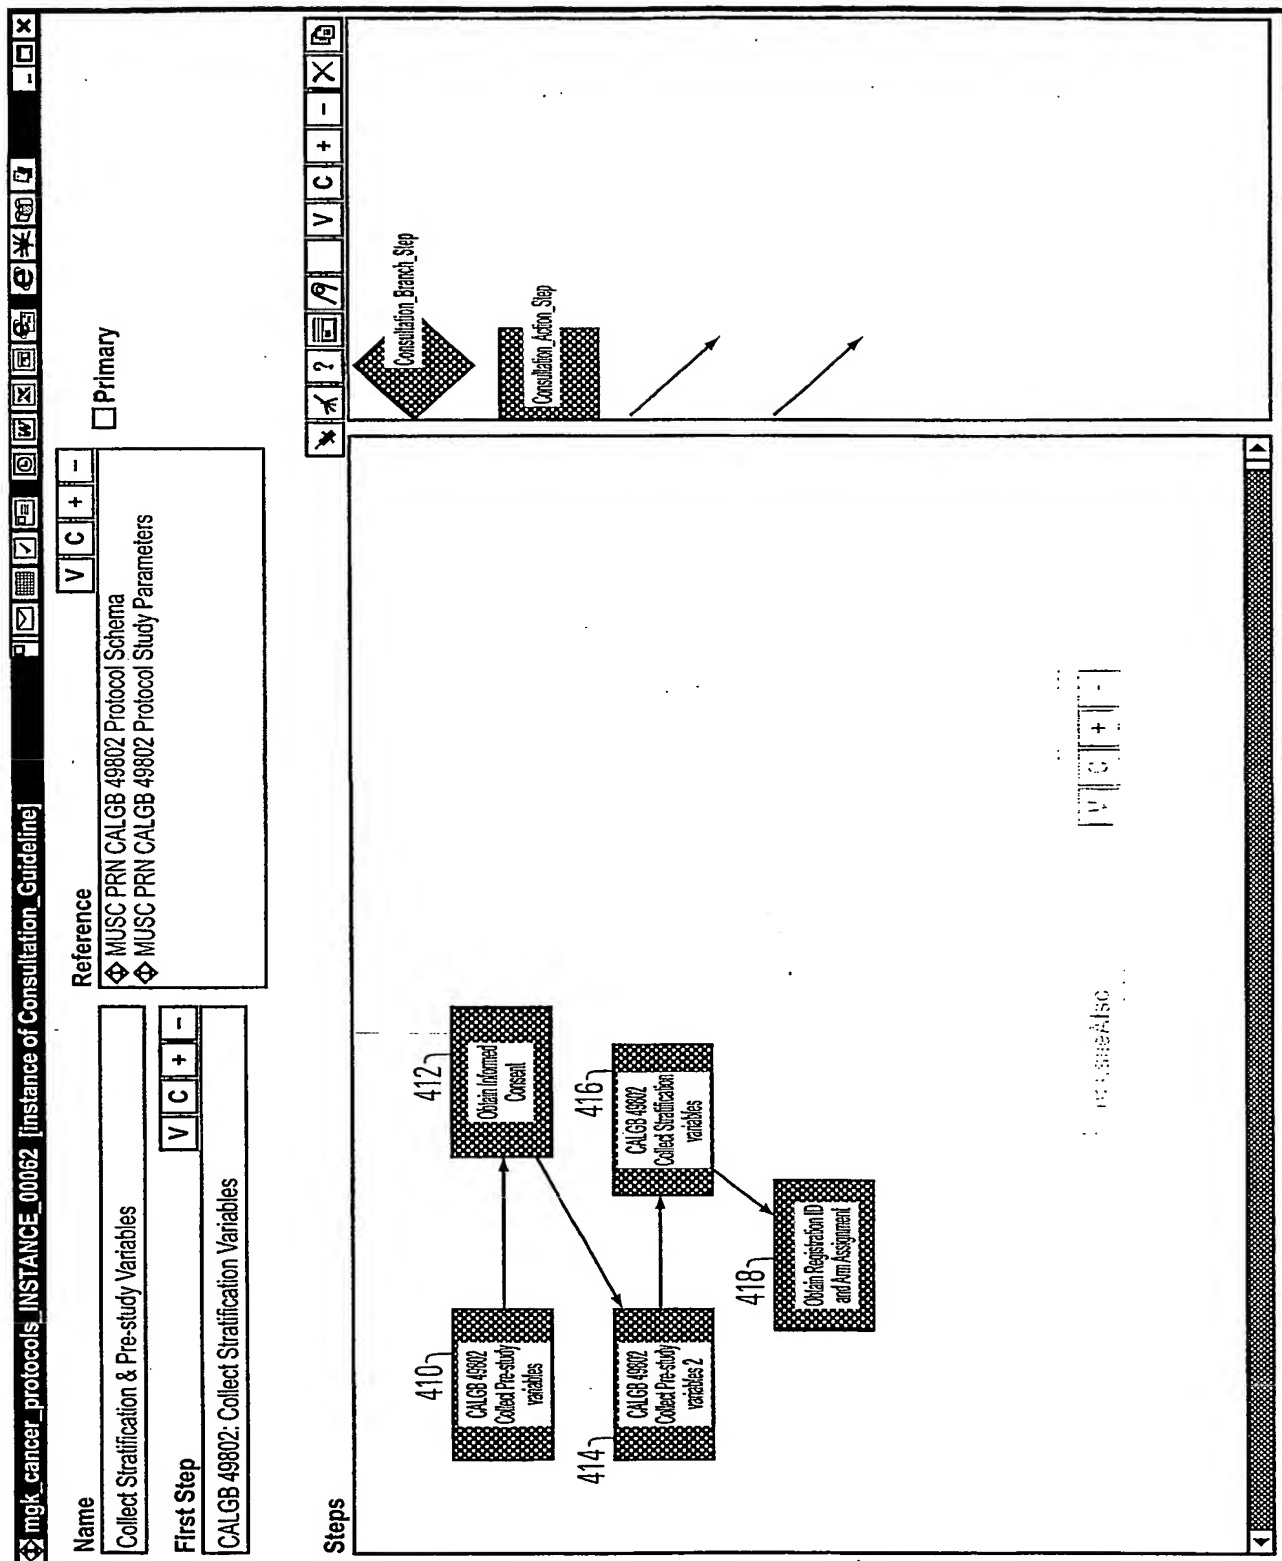 mgk_cancer_protocols_INSTANCE_00062 [instance of Consultation_Guideline]
Name
Collect Stratification & Pre-study Variables
Reference
V C + -
MUSC PRN CALGB 49802 Protocol Schema
MUSC PRN CALGB 49802 Protocol Study Parameters
Primary
First Step
V C + -
CALGB 49802: Collect Stratification Variables
Steps
? V C + -
410
CALGB 49802
Collect Pre-study
variables
412
Obtain Informed
Consent
414
CALGB 49802
Collect Pre-study
variables 2
416
CALGB 49802
Collect Stratification
variables
418
Obtain Registration ID
and Arm Assignment
Consultation_Branch_Step
Consultation_Action_Step
V C + -